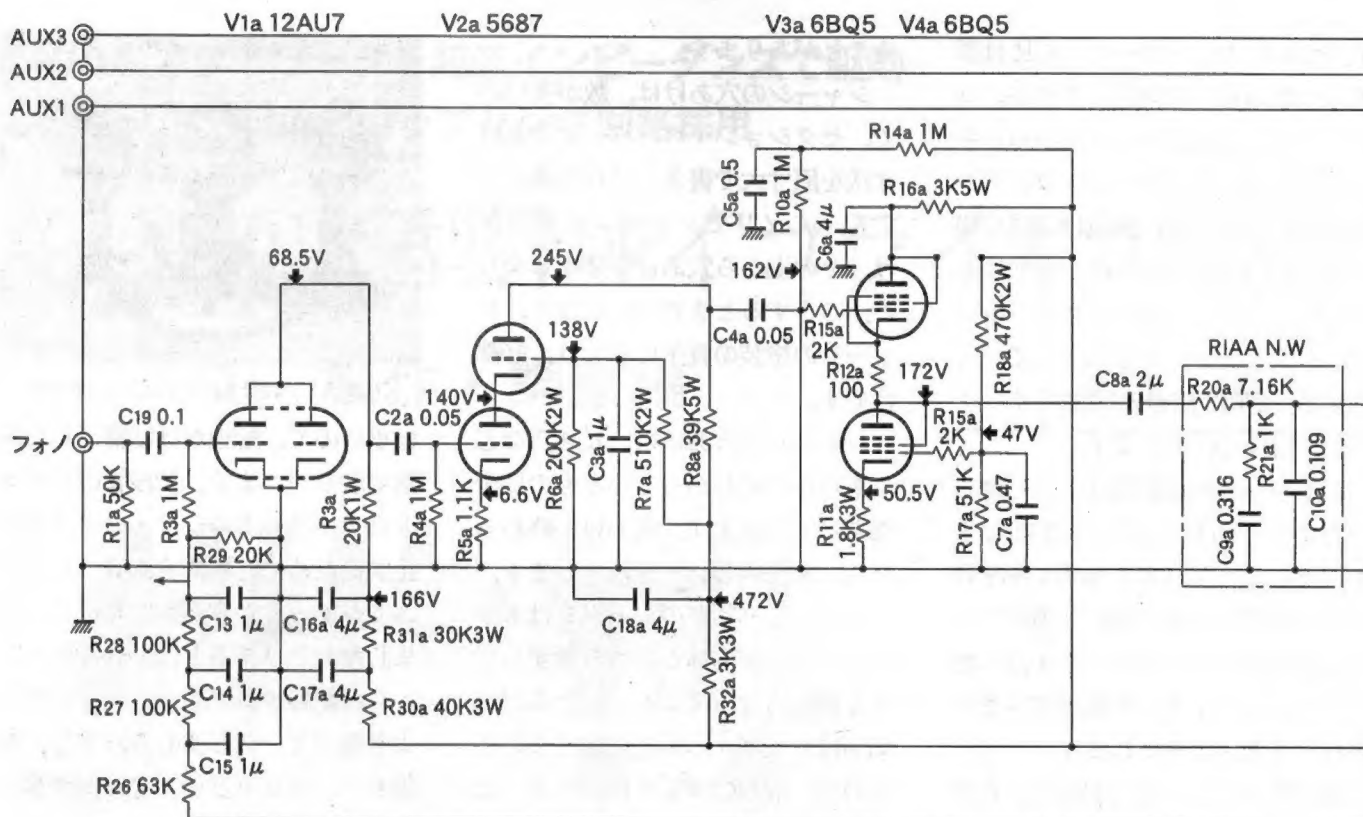 V1a 12AU7
V2a 5687
V3a 6BQ5
V4a 6BQ5
AUX3
AUX2
AUX1
R14a 1M
C5a 0.5
R10a 1M
R16a 3K5W
C6a 4μ
68.5V
245V
162V
138V
C4a 0.05
R15a
2K
R18a 470K2W
R12a
100
172V
RIAA N.W
C8a 2μ
R20a 7.16K
140V
C19 0.1
C2a 0.05
R15a
2K
47V
フォノ
R1a 50K
R3a 1M
R3a
20K1W
R4a 1M
R5a 1.1K
6.6V
R6a 200K2W
C3a 1μ
R7a 510K2W
R8a 39K5W
50.5V
R11a
1.8K3W
R17a 51K
C7a 0.47
R21a 1K
C9a 0.316
C10a 0.109
R29 20K
166V
472V
C13 1μ
C16a 4μ
C18a 4μ
R28 100K
R31a 30K3W
C14 1μ
C17a 4μ
R32a 3K3W
R27 100K
R30a 40K3W
C15 1μ
R26 63K